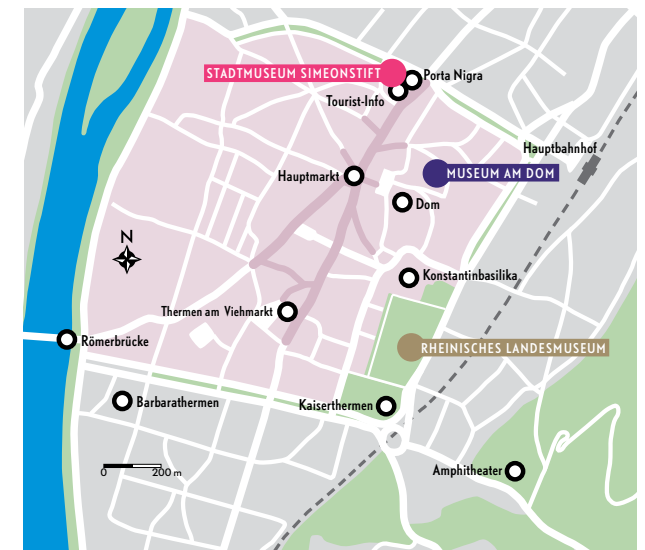 STADTMUSEUM SIMEONSTIFT
Porta Nigra
Tourist-Info
Hauptbahnhof
Hauptmarkt
MUSEUM AM DOM
Dom
N
Konstantinbasilika
Thermen am Viehmarkt
Römerbrücke
RHEINISCHES LANDESMUSEUM
Barbarathermen
Kaiserthermen
Amphitheater
0 200 m